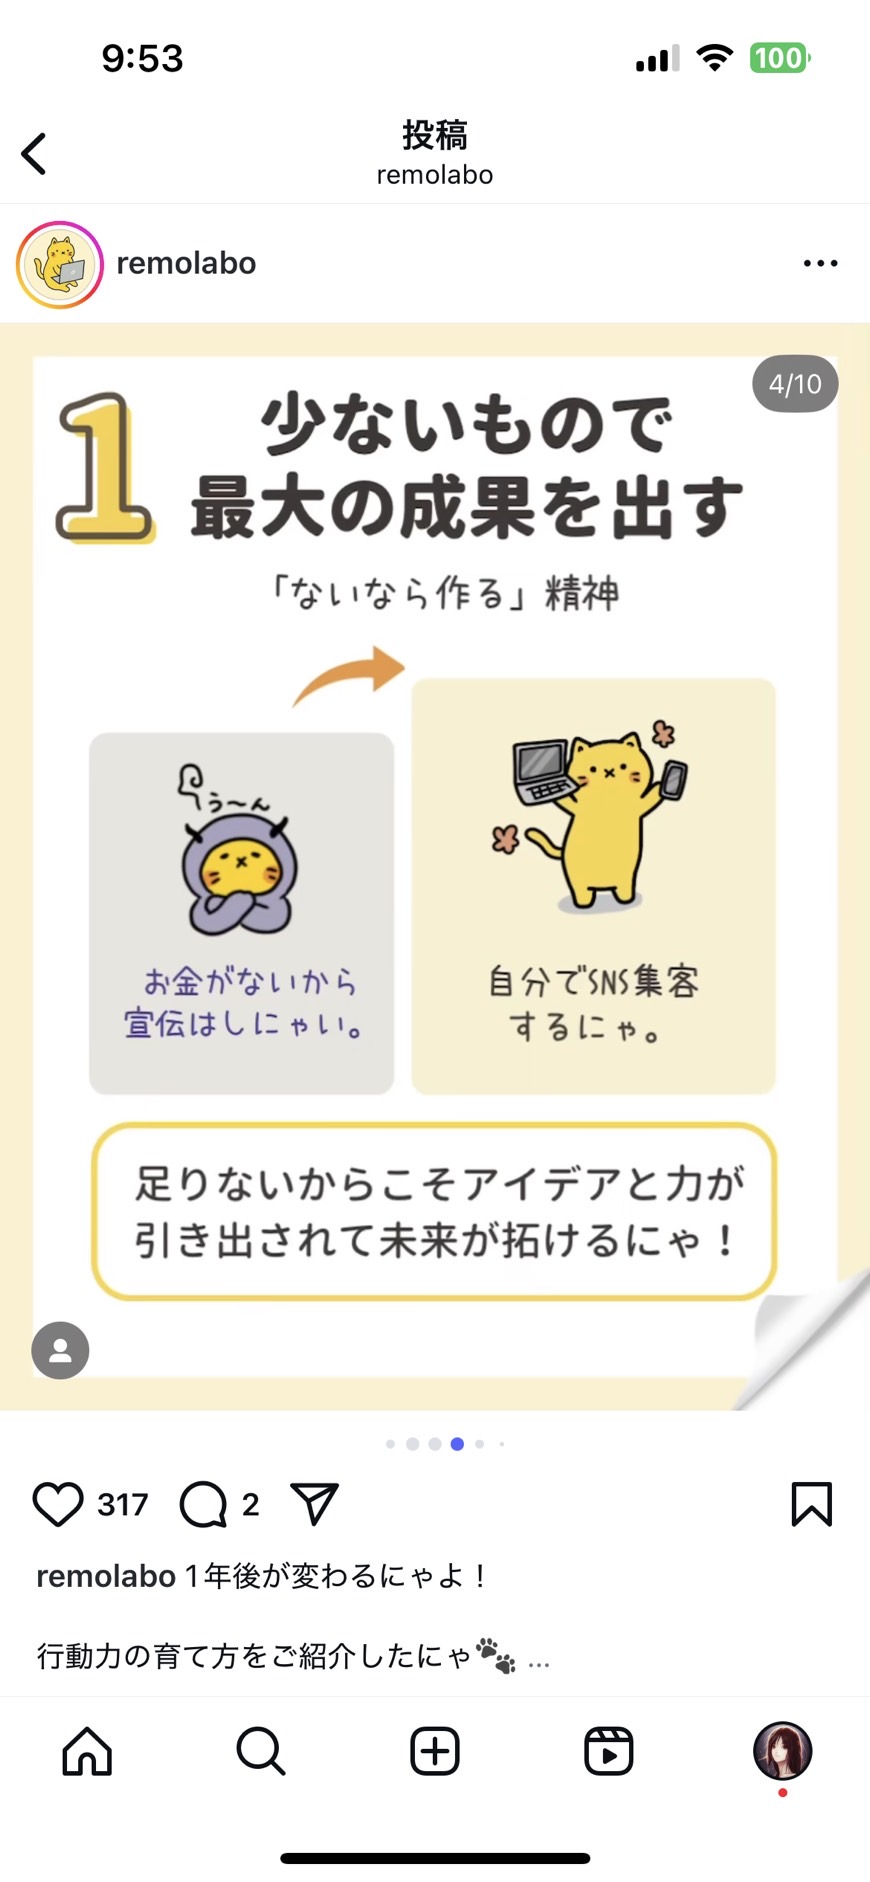 9:53
100
投稿
remolabo
remolabo
4/10
1
少ないもので
最大の成果を出す
「ないなら作る」精神
う〜ん
お金がないから
宣伝はしにゃい。
自分でSNS集客
するにゃ。
足りないからこそアイデアと力が
引き出されて未来が拓けるにゃ！
317
2
remolabo 1年後が変わるにゃよ！
行動力の育て方をご紹介したにゃ🐾 ...